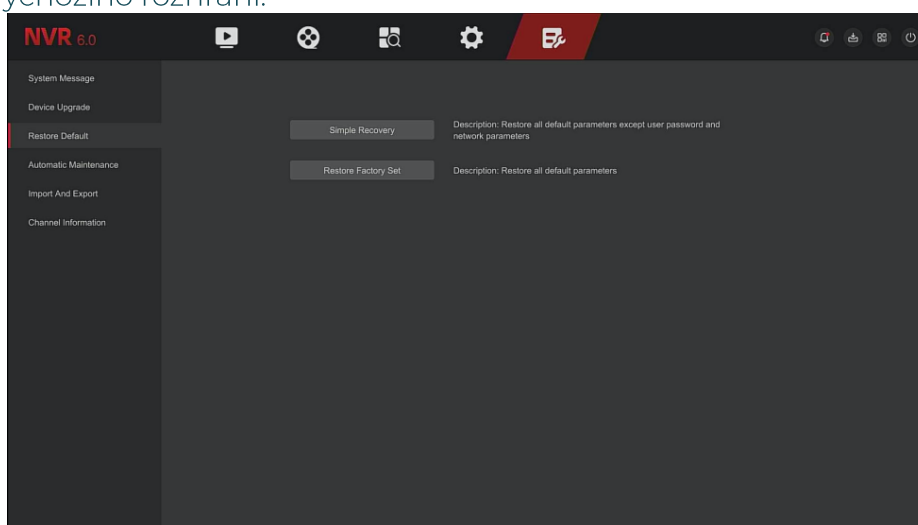 rozhraní.
NVR 6.0
System Message
Device Upgrade
Restore Default
Automatic Maintenance
Import And Export
Channel Information
Simple Recovery
Description: Restore all default parameters except user password and
network parameters
Restore Factory Set
Description: Restore all default parameters